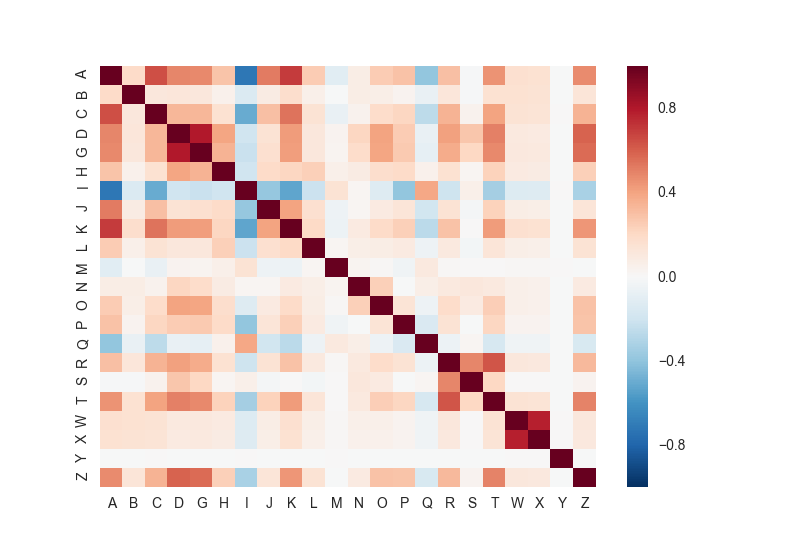 A
B
C
D
G
H
I
J
K
L
M
N
O
P
Q
R
S
T
W
X
Y
Z
A B C D G H I J K L M N O P Q R S T W X Y Z
0.8
0.4
0.0
−0.4
−0.8